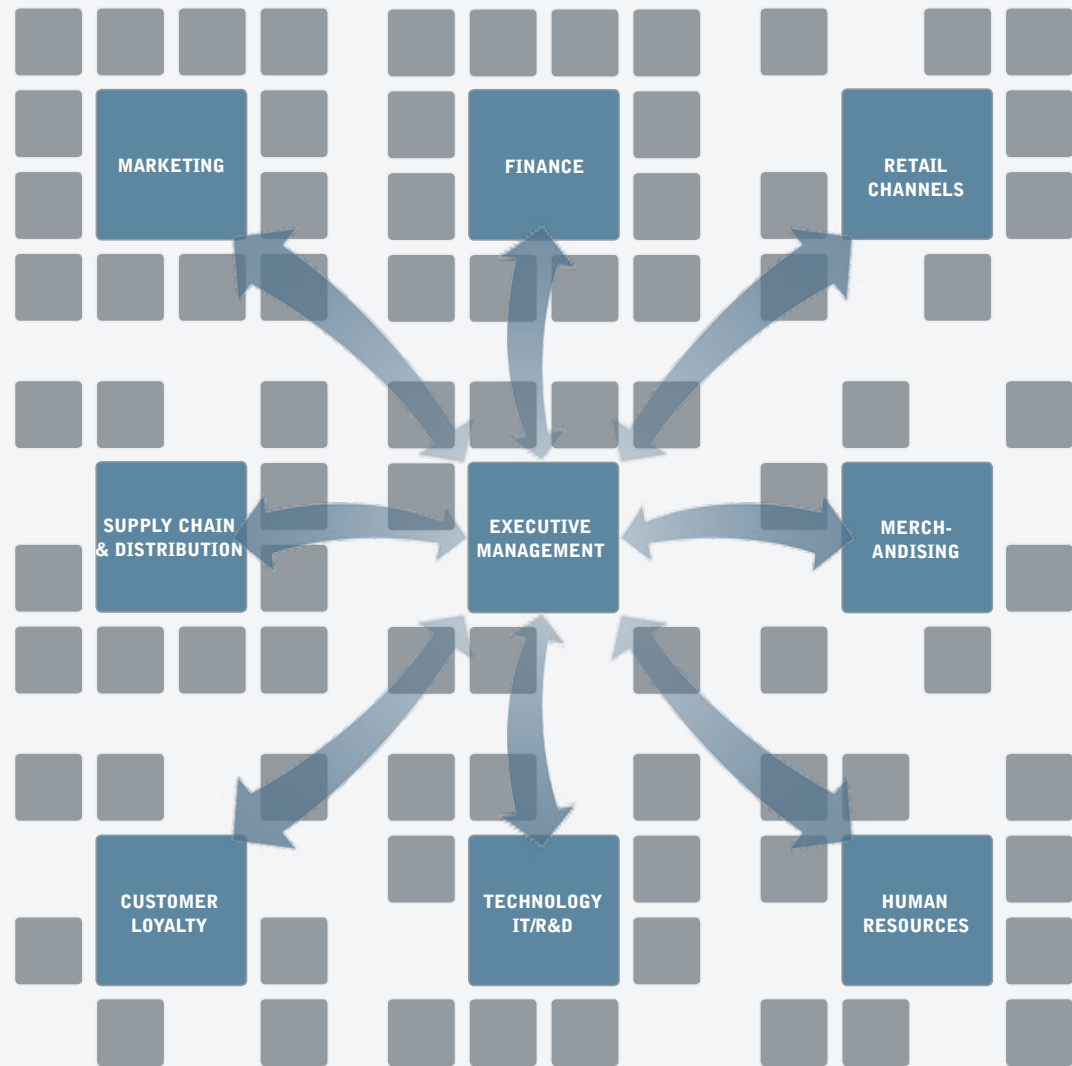 MARKETING
FINANCE
RETAIL
CHANNELS
SUPPLY CHAIN
& DISTRIBUTION
EXECUTIVE
MANAGEMENT
MERCH-
ANDISING
CUSTOMER
LOYALTY
TECHNOLOGY
IT/R&D
HUMAN
RESOURCES